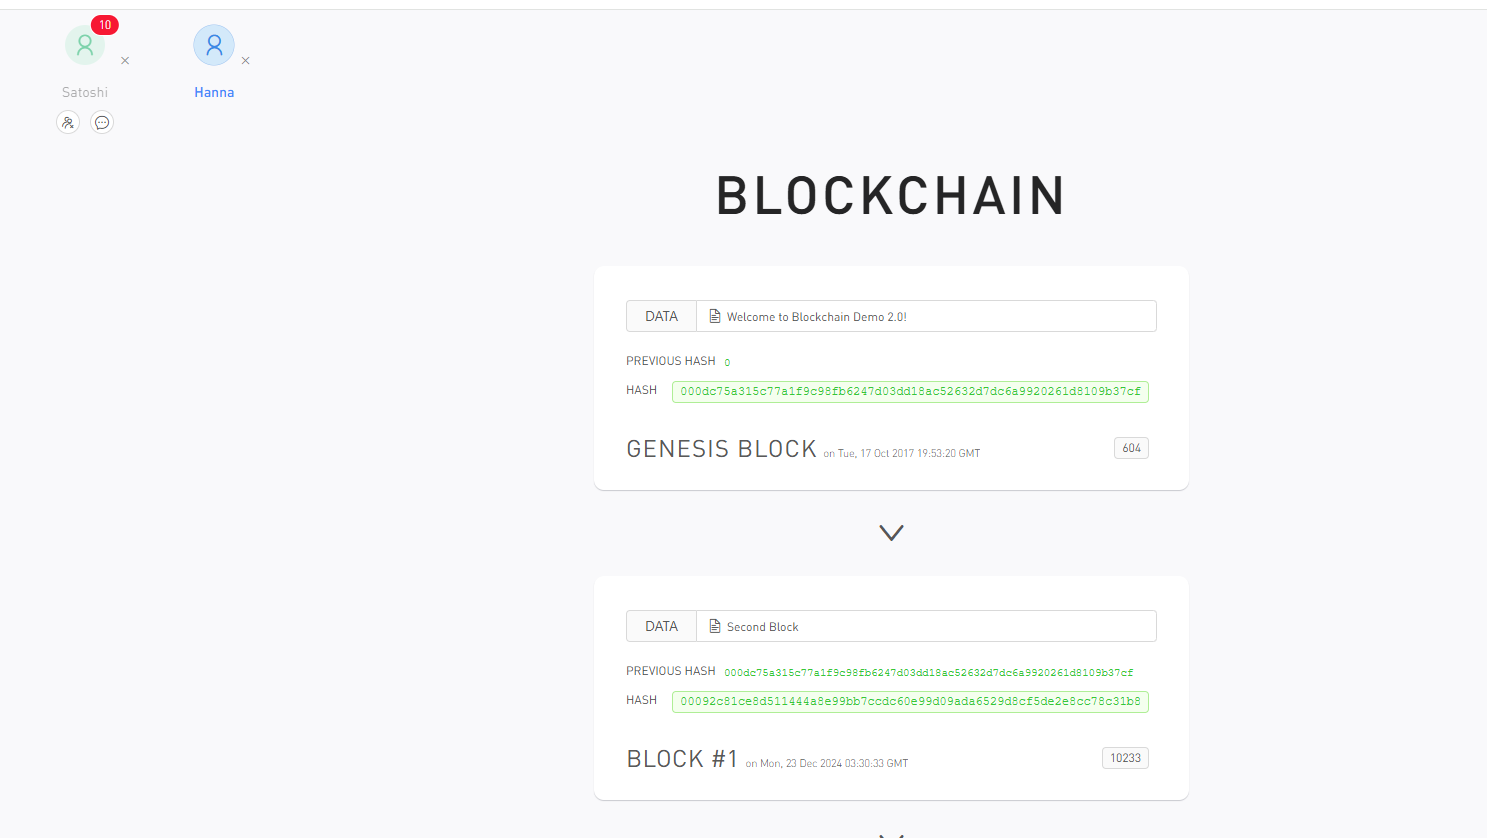 10
Satoshi
Hanna
BLOCKCHAIN
DATA Welcome to Blockchain Demo 2.0!
PREVIOUS HASH 0
HASH 000dc75a315c77a1f9c98fb6247d03dd18ac52632d7dc6a9920261d8109b37cf
GENESIS BLOCK on Tue, 17 Oct 2017 19:53:20 GMT 604
DATA Second Block
PREVIOUS HASH 000dc75a315c77a1f9c98fb6247d03dd18ac52632d7dc6a9920261d8109b37cf
HASH 00092c81ce8d511444a8e99bb7ccdc60e99d09ada6529d8cf5de2e8cc78c31b8
BLOCK #1 on Mon, 23 Dec 2024 03:30:33 GMT 10233